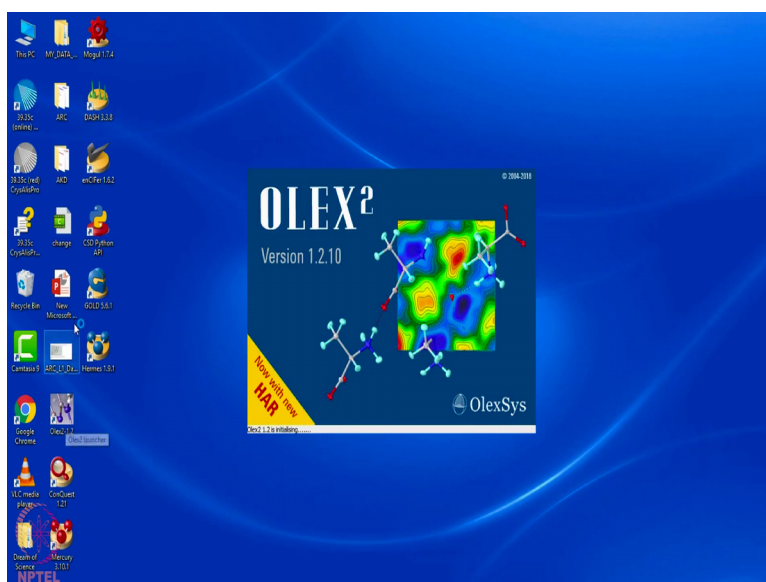 This PC
MY_DATA_...
Mogul 1.7.4
39.35c
(online) ...
ARC
DASH 3.3.8
39.35c (red)
CrysAlisPro
AKD
enCIFer 1.6.2
39.35c
CrysAlisPr...
change
CSD Python
API
Recycle Bin
New
Microsoft ...
GOLD 5.6.1
Camtasia 9
ARC_L1_Da...
Hermes 1.9.1
Google
Chrome
Olex2-1.2
Olex2 launcher
VLC media
player
ConQuest
1.21
Dream of
Science
Mercury
3.10.1
NPTEL
© 2004-2018
OLEX²
Version 1.2.10
Now with new
HAR
OlexSys
Olex2 1.2 is initialising.......